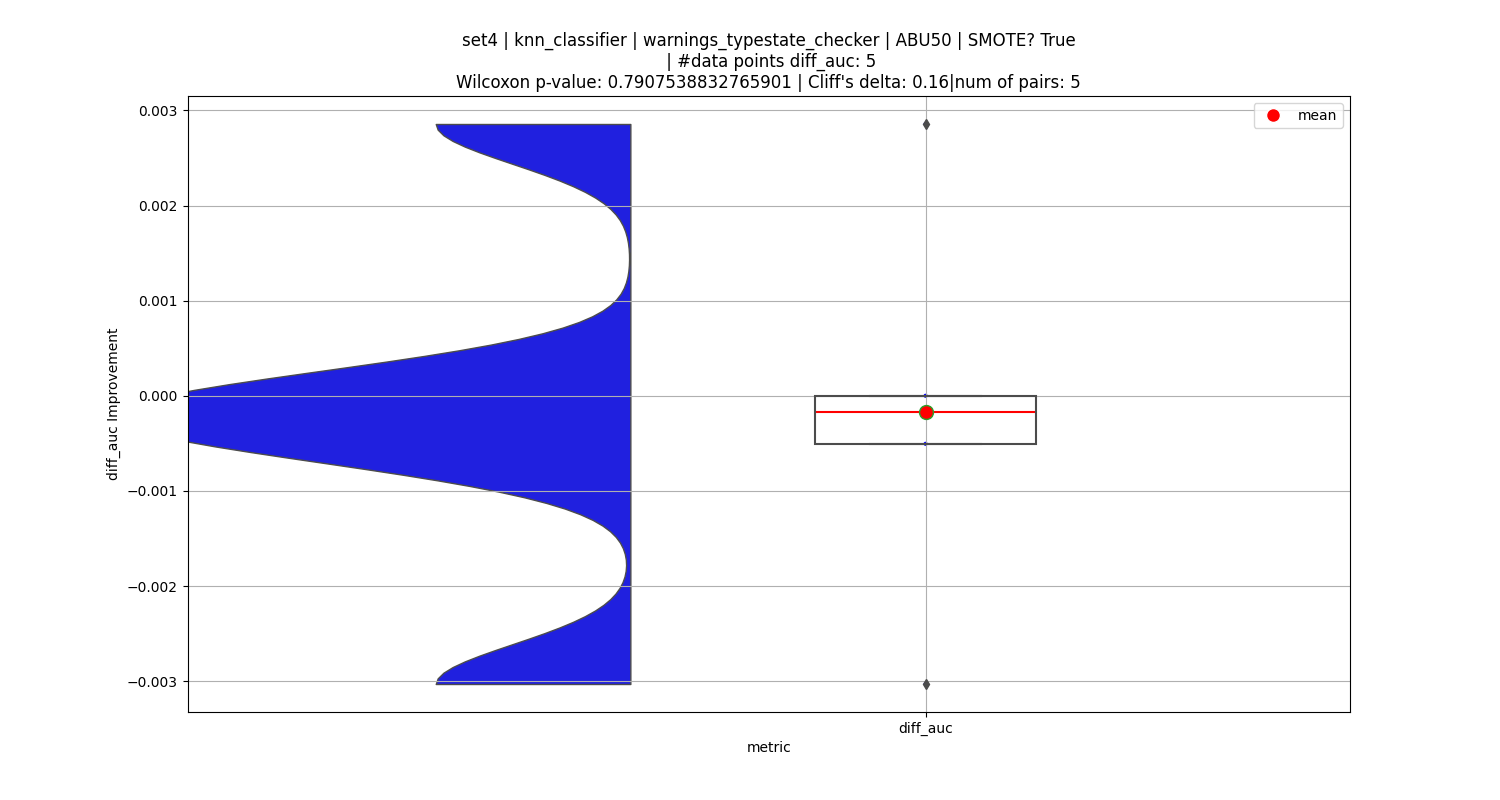 set4 | knn_classifier | warnings_typestate_checker | ABU50 | SMOTE? True
| #data points diff_auc: 5
Wilcoxon p-value: 0.7907538832765901 | Cliff's delta: 0.16|num of pairs: 5
mean
0.003
0.002
0.001
0.000
−0.001
−0.002
−0.003
diff_auc Improvement
diff_auc
metric